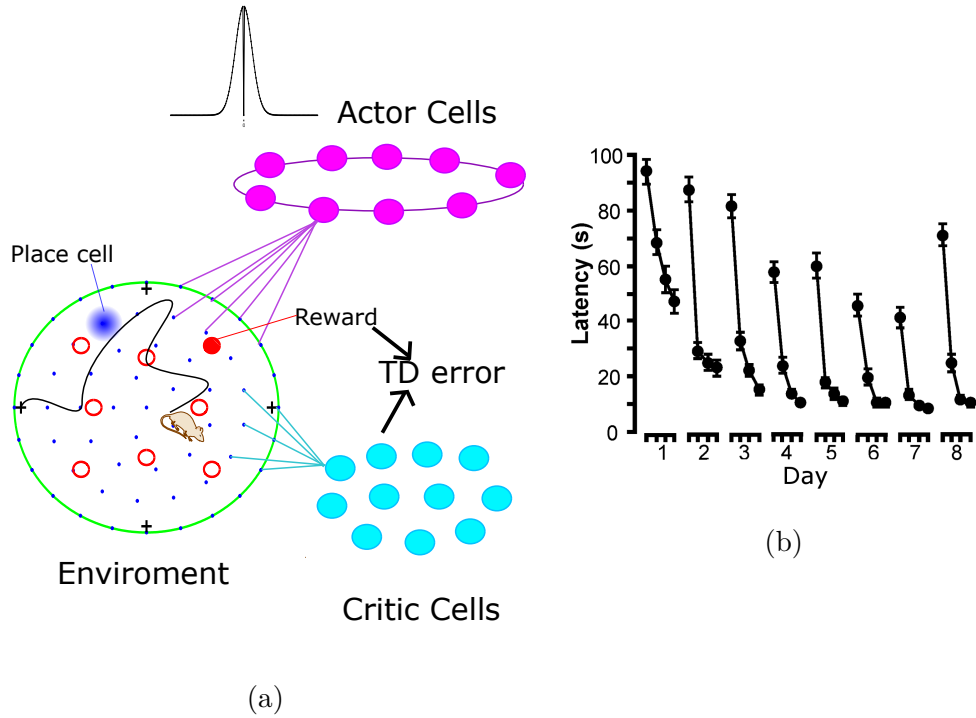 Actor Cells
Place cell
Reward
TD error
Enviroment
Critic Cells
(a)
Latency (s)
100
80
60
40
20
0
1 2 3 4 5 6 7 8
Day
(b)